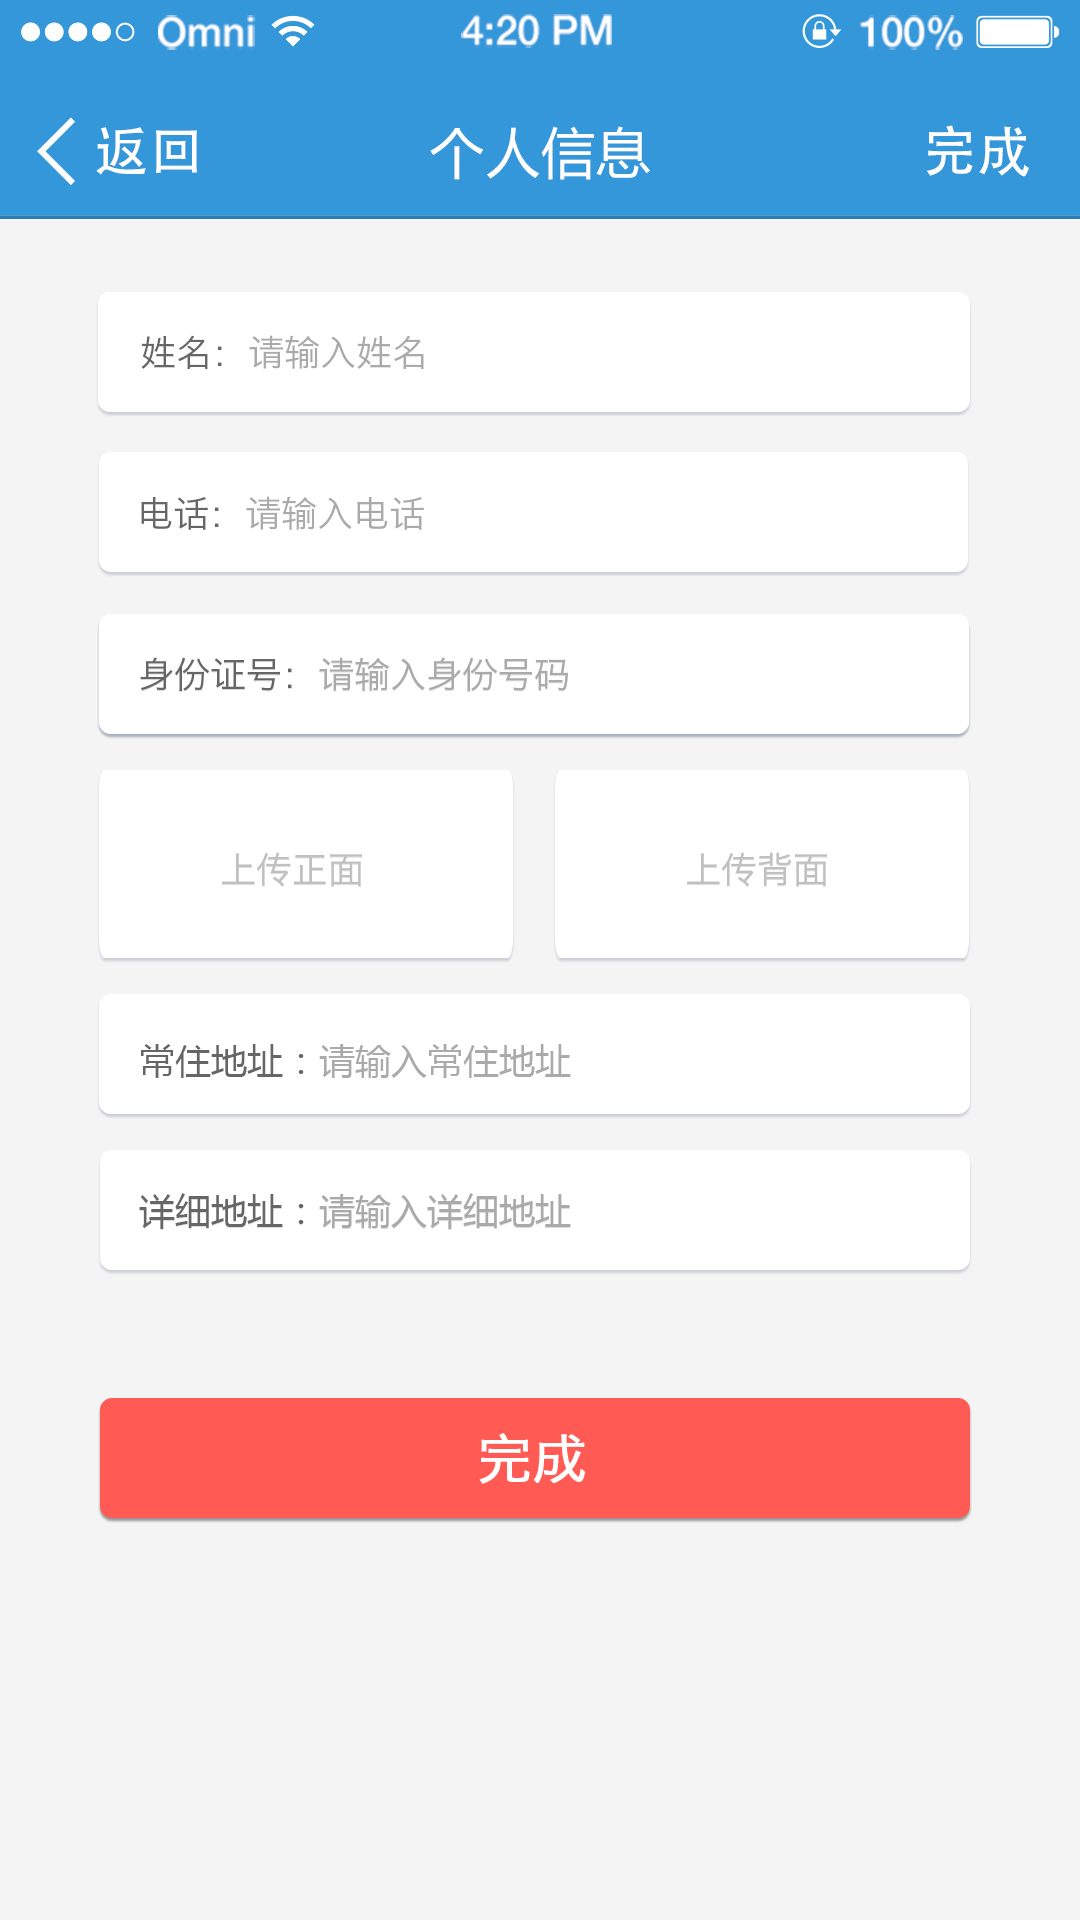 Omni 4:20 PM 100%
返回 个人信息 完成
姓名： 请输入姓名
电话： 请输入电话
身份证号： 请输入身份号码
上传正面 上传背面
常住地址：请输入常住地址
详细地址：请输入详细地址
完成